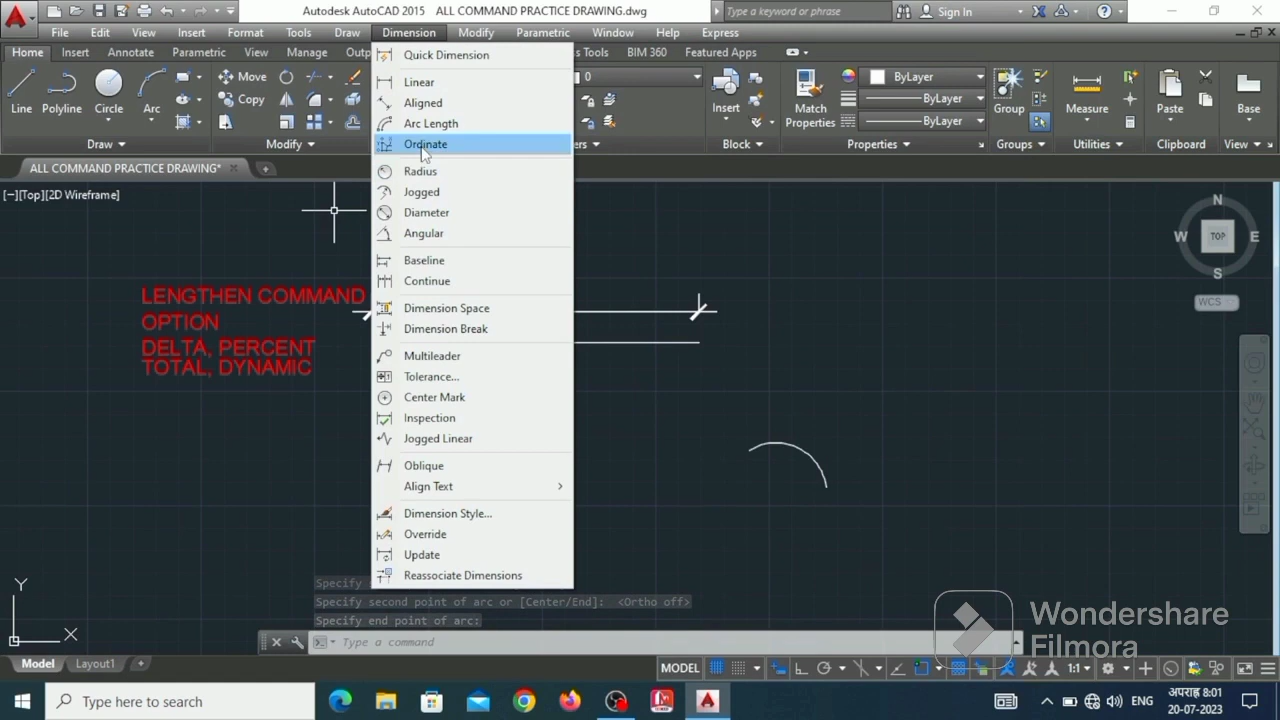 Autodesk AutoCAD 2015 ALL COMMAND PRACTICE DRAWING.dwg
Type a keyword or phrase
Sign In
File Edit View Insert Format Tools Draw Dimension Modify Parametric Window Help Express
Home Insert Annotate Parametric View Manage Outp s Tools BIM 360 Featured Apps
Line Polyline Circle Arc
Move
Copy
0
Insert
Match
Properties
ByLayer
ByLayer
ByLayer
Group
Measure
Paste
Base
Draw Modify ers Block Properties Groups Utilities Clipboard View
ALL COMMAND PRACTICE DRAWING*
[−][Top][2D Wireframe]
Quick Dimension
Linear
Aligned
Arc Length
Ordinate
Radius
Jogged
Diameter
Angular
Baseline
Continue
Dimension Space
Dimension Break
Multileader
Tolerance...
Center Mark
Inspection
Jogged Linear
Oblique
Align Text
Dimension Style...
Override
Update
Reassociate Dimensions
N
W TOP E
S
WCS
LENGTHEN COMMAND
OPTION
DELTA, PERCENT
TOTAL, DYNAMIC
Y
X
Specify
Specify second point of arc or [Center/End]: <Ortho off>
Specify end point of arc:
Type a command
Wondershare
Filmora
Model Layout1
MODEL
1:1
Type here to search
ENG
अपराह्न 8:01
20-07-2023